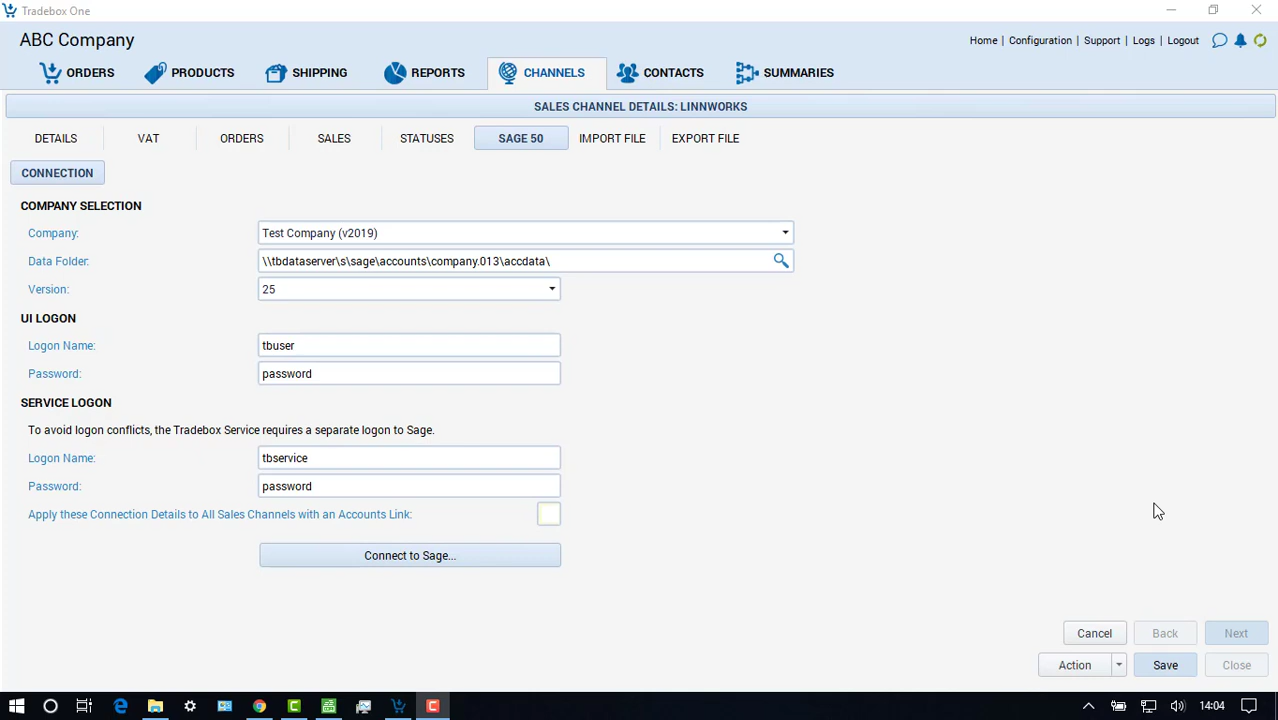 Tradebox One
ABC Company
Home | Configuration | Support | Logs | Logout
ORDERS PRODUCTS SHIPPING REPORTS CHANNELS CONTACTS SUMMARIES
SALES CHANNEL DETAILS: LINNWORKS
DETAILS VAT ORDERS SALES STATUSES SAGE 50 IMPORT FILE EXPORT FILE
CONNECTION
COMPANY SELECTION
Company: Test Company (v2019)
Data Folder: \\tbdataserver\s\sage\accounts\company.013\accdata\
Version: 25
UI LOGON
Logon Name: tbuser
Password: password
SERVICE LOGON
To avoid logon conflicts, the Tradebox Service requires a separate logon to Sage.
Logon Name: tbservice
Password: password
Apply these Connection Details to All Sales Channels with an Accounts Link:
Connect to Sage...
Cancel Back Next
Action Save Close
14:04